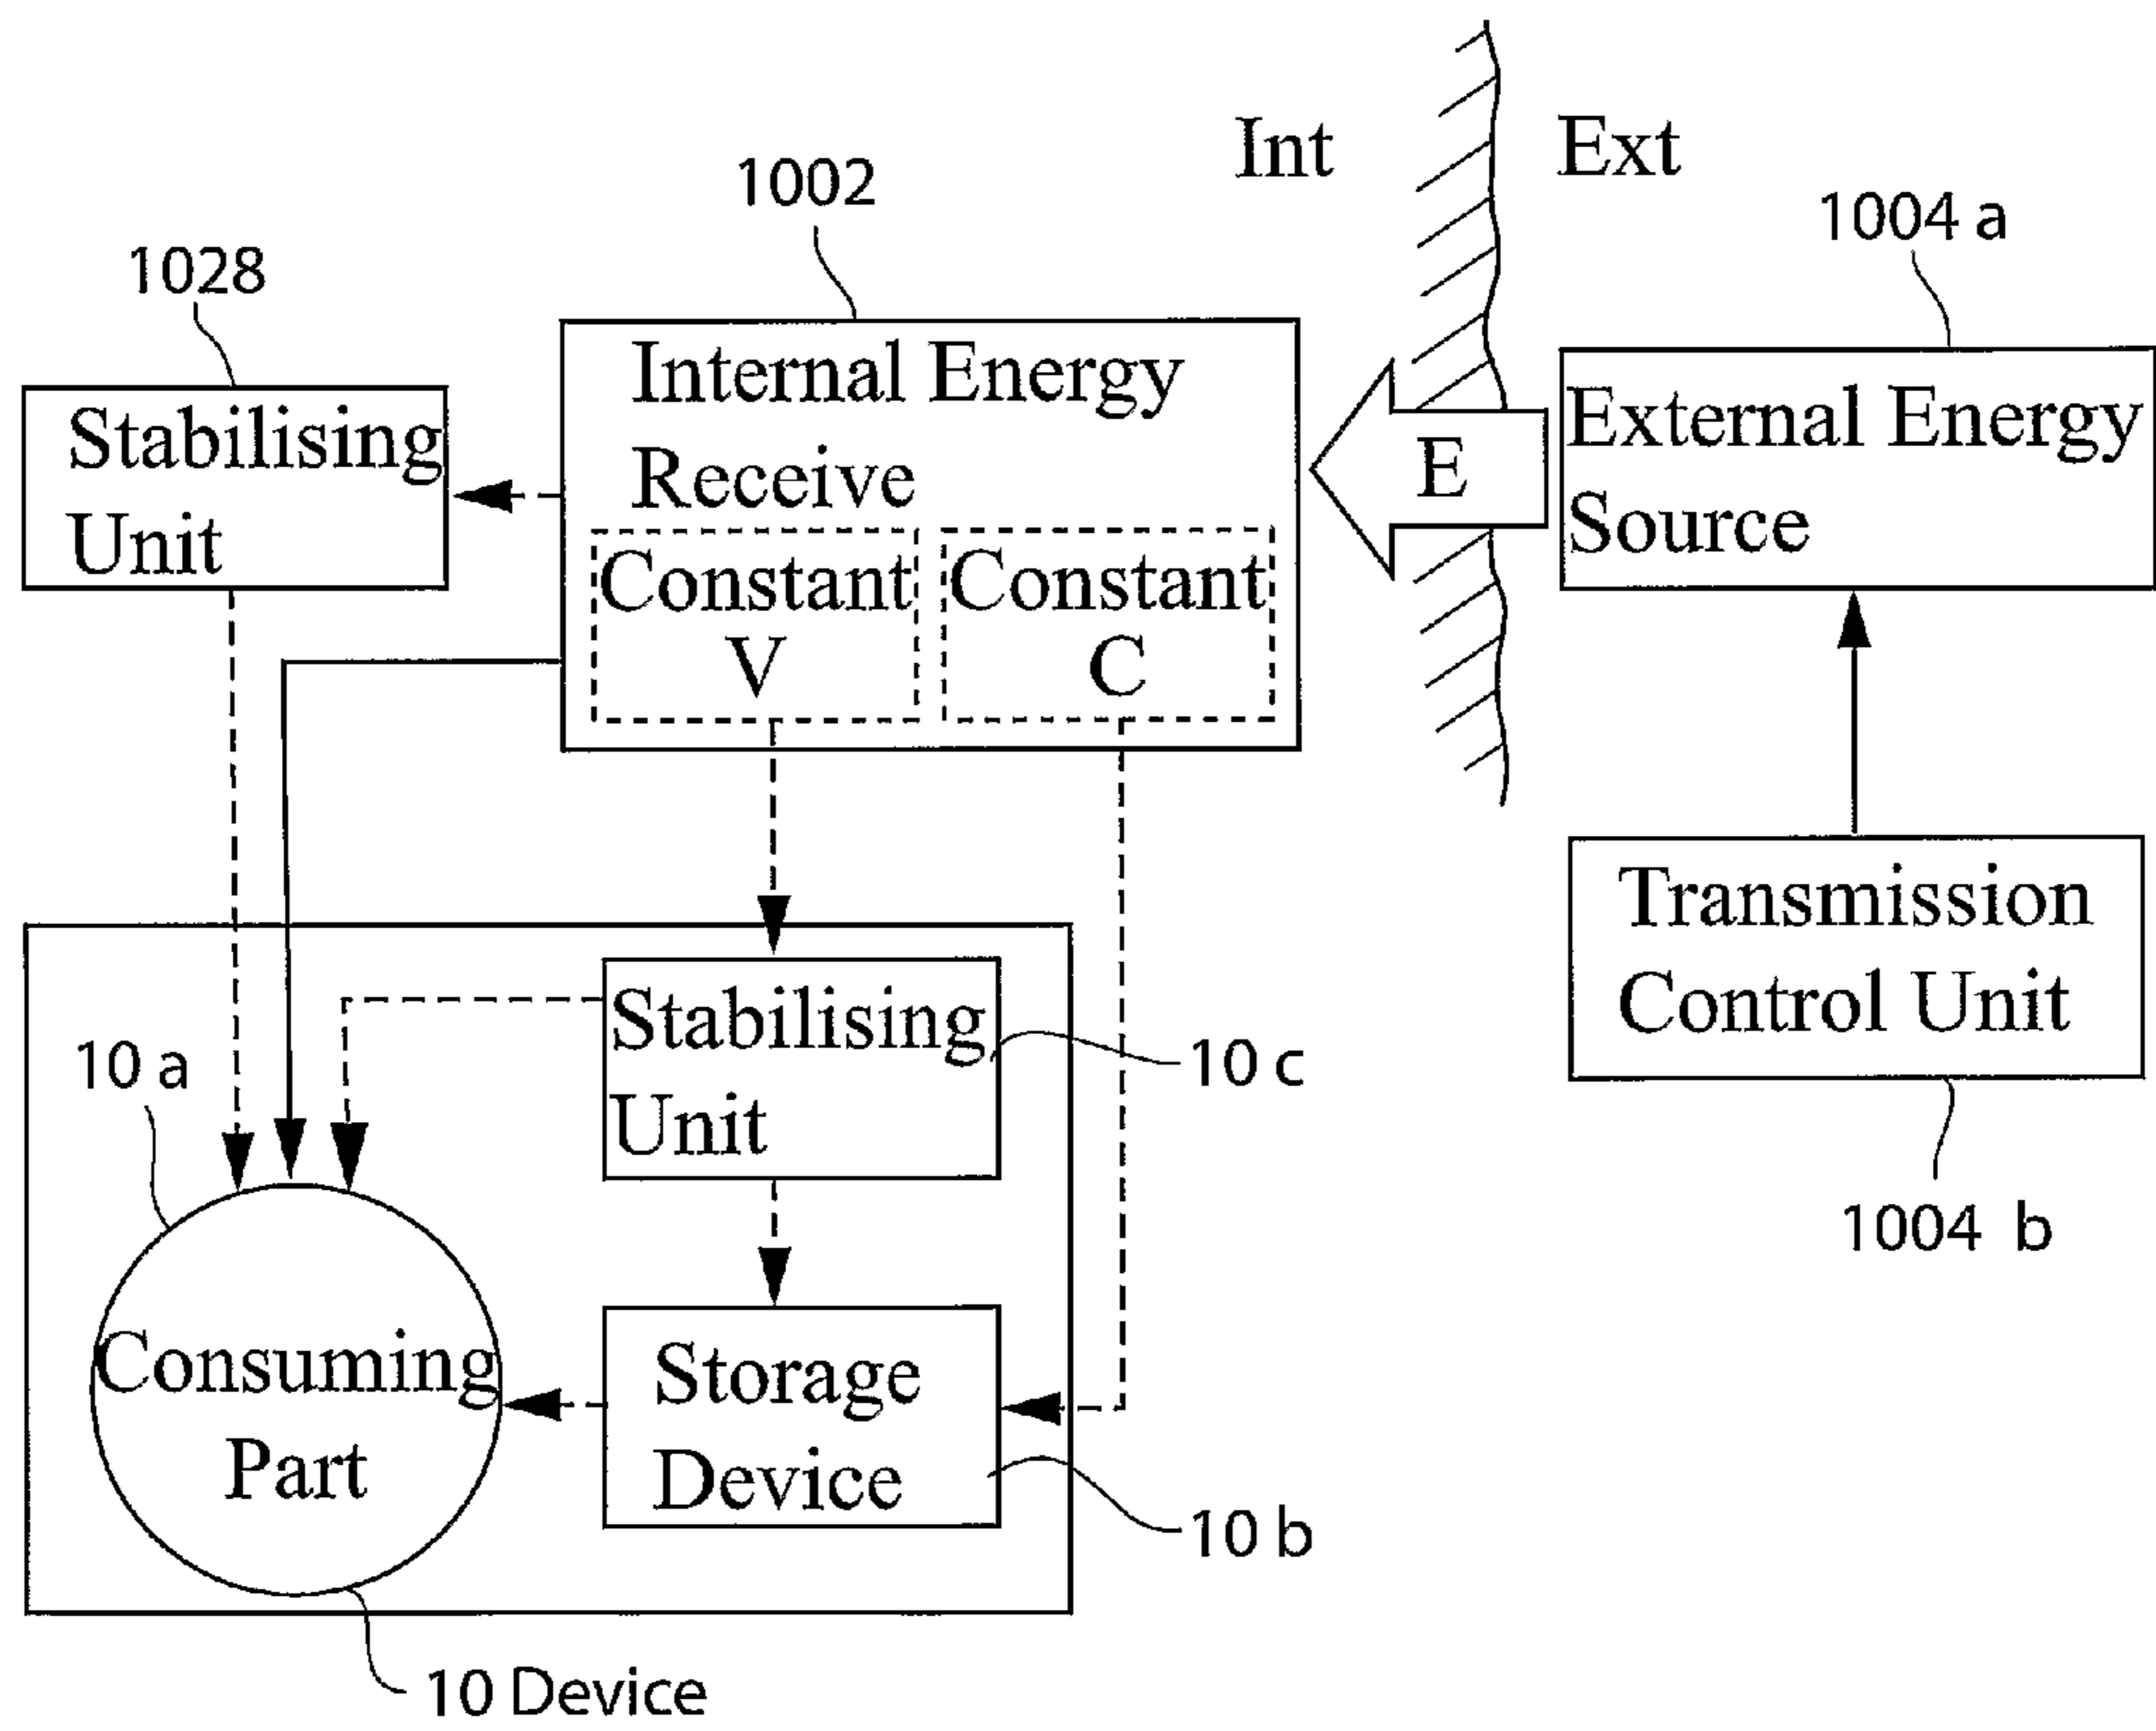 Int
Ext
1002
1004 a
1028
Internal Energy
Receive
Constant
V
Constant
C
E
External Energy
Source
Stabilising
Unit
Transmission
Control Unit
1004 b
10 a
Stabilising
Unit
10 c
Consuming
Part
Storage
Device
10 b
10 Device